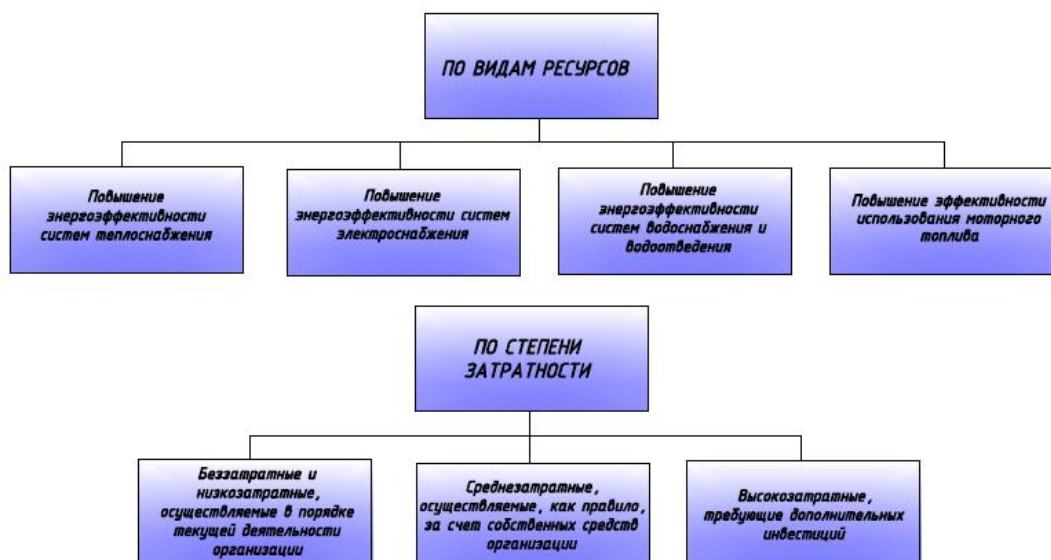 ПО ВИДАМ РЕСУРСОВ
Повышение
энергоэффективности
систем теплоснабжения
Повышение
энергоэффективности систем
электроснабжения
Повышение
энергоэффективности
систем водоснабжения и
водоотведения
Повышение эффективности
использования моторного
топлива
ПО СТЕПЕНИ
ЗАТРАТНОСТИ
Беззатратные и
низкозатратные,
осуществляемые в порядке
текущей деятельности
организации
Среднезатратные,
осуществляемые, как правило,
за счет собственных средств
организации
Высокозатратные,
требующие дополнительных
инвестиций